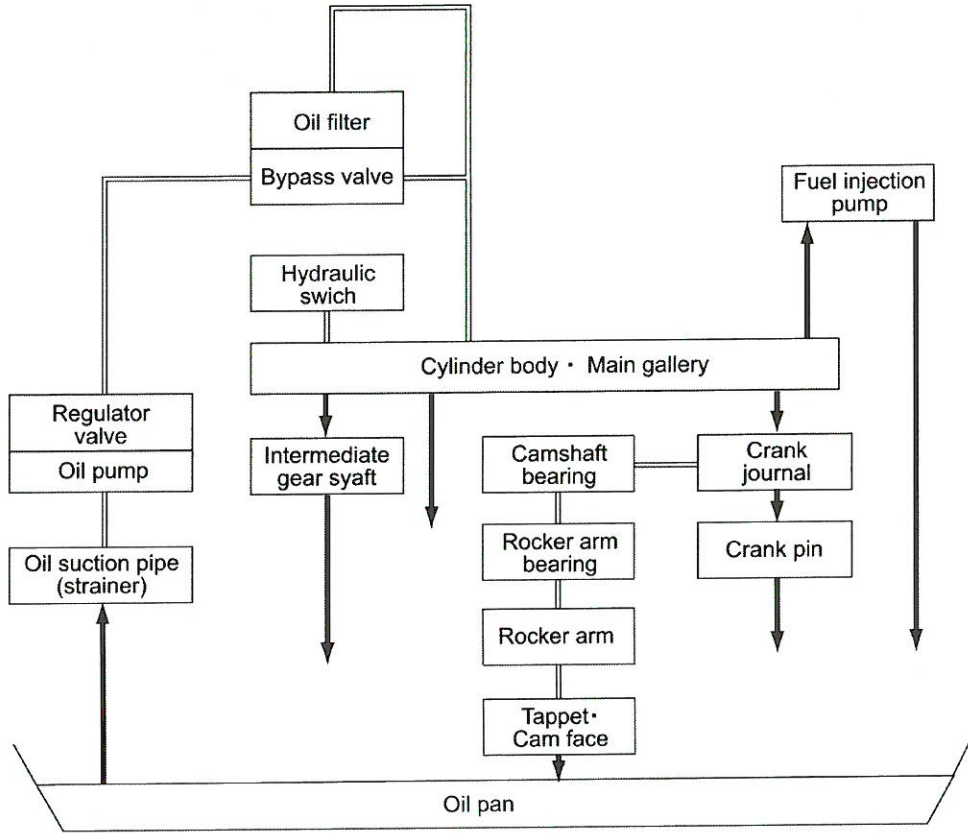 Oil filter
Bypass valve
Fuel injection
pump
Hydraulic
swich
Cylinder body・ Main gallery
Regulator
valve
Oil pump
Intermediate
gear syaft
Camshaft
bearing
Crank
journal
Oil suction pipe
(strainer)
Rocker arm
bearing
Crank pin
Rocker arm
Tappet・
Cam face
Oil pan